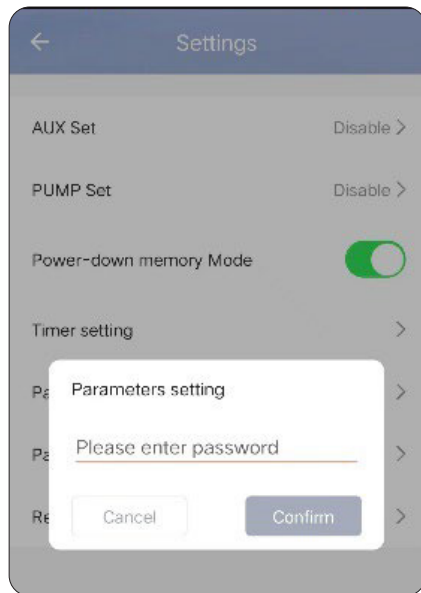 Settings
AUX Set Disable
PUMP Set Disable
Power-down memory Mode
Timer setting
Parameters setting
Please enter password
Cancel Confirm